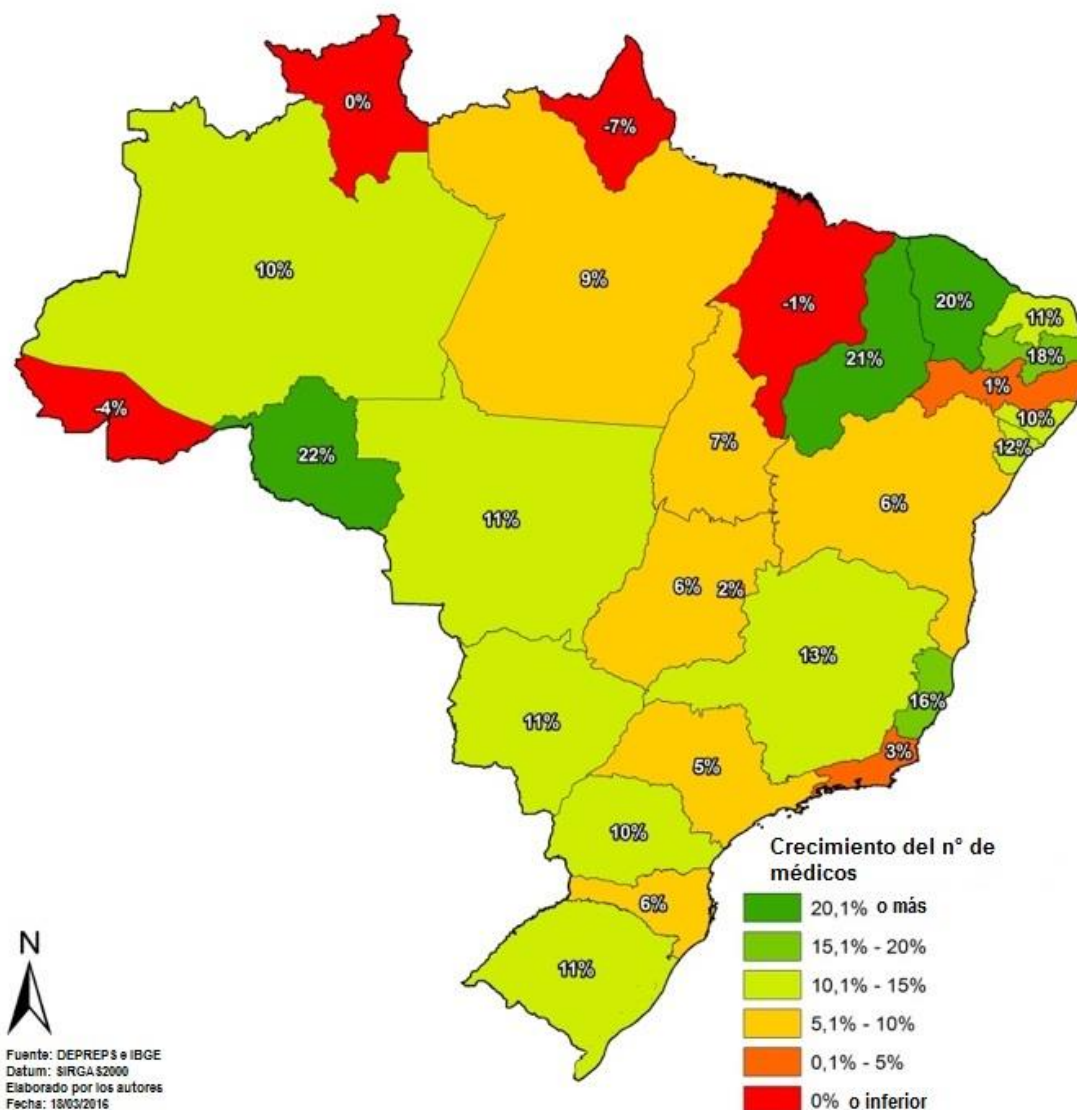 0%
-7%
10%
9%
-1%
20%
11%
21%
18%
-4%
1%
10%
22%
7%
12%
11%
6%
6%
2%
13%
11%
16%
3%
5%
10%
6%
11%
Crecimiento del n° de
médicos
20,1% o más
15,1% - 20%
10,1% - 15%
5,1% - 10%
0,1% - 5%
0% o inferior
N
Fuente: DEPREPS e IBGE
Datum: SIRGAS2000
Elaborado por los autores
Fecha: 18/03/2016